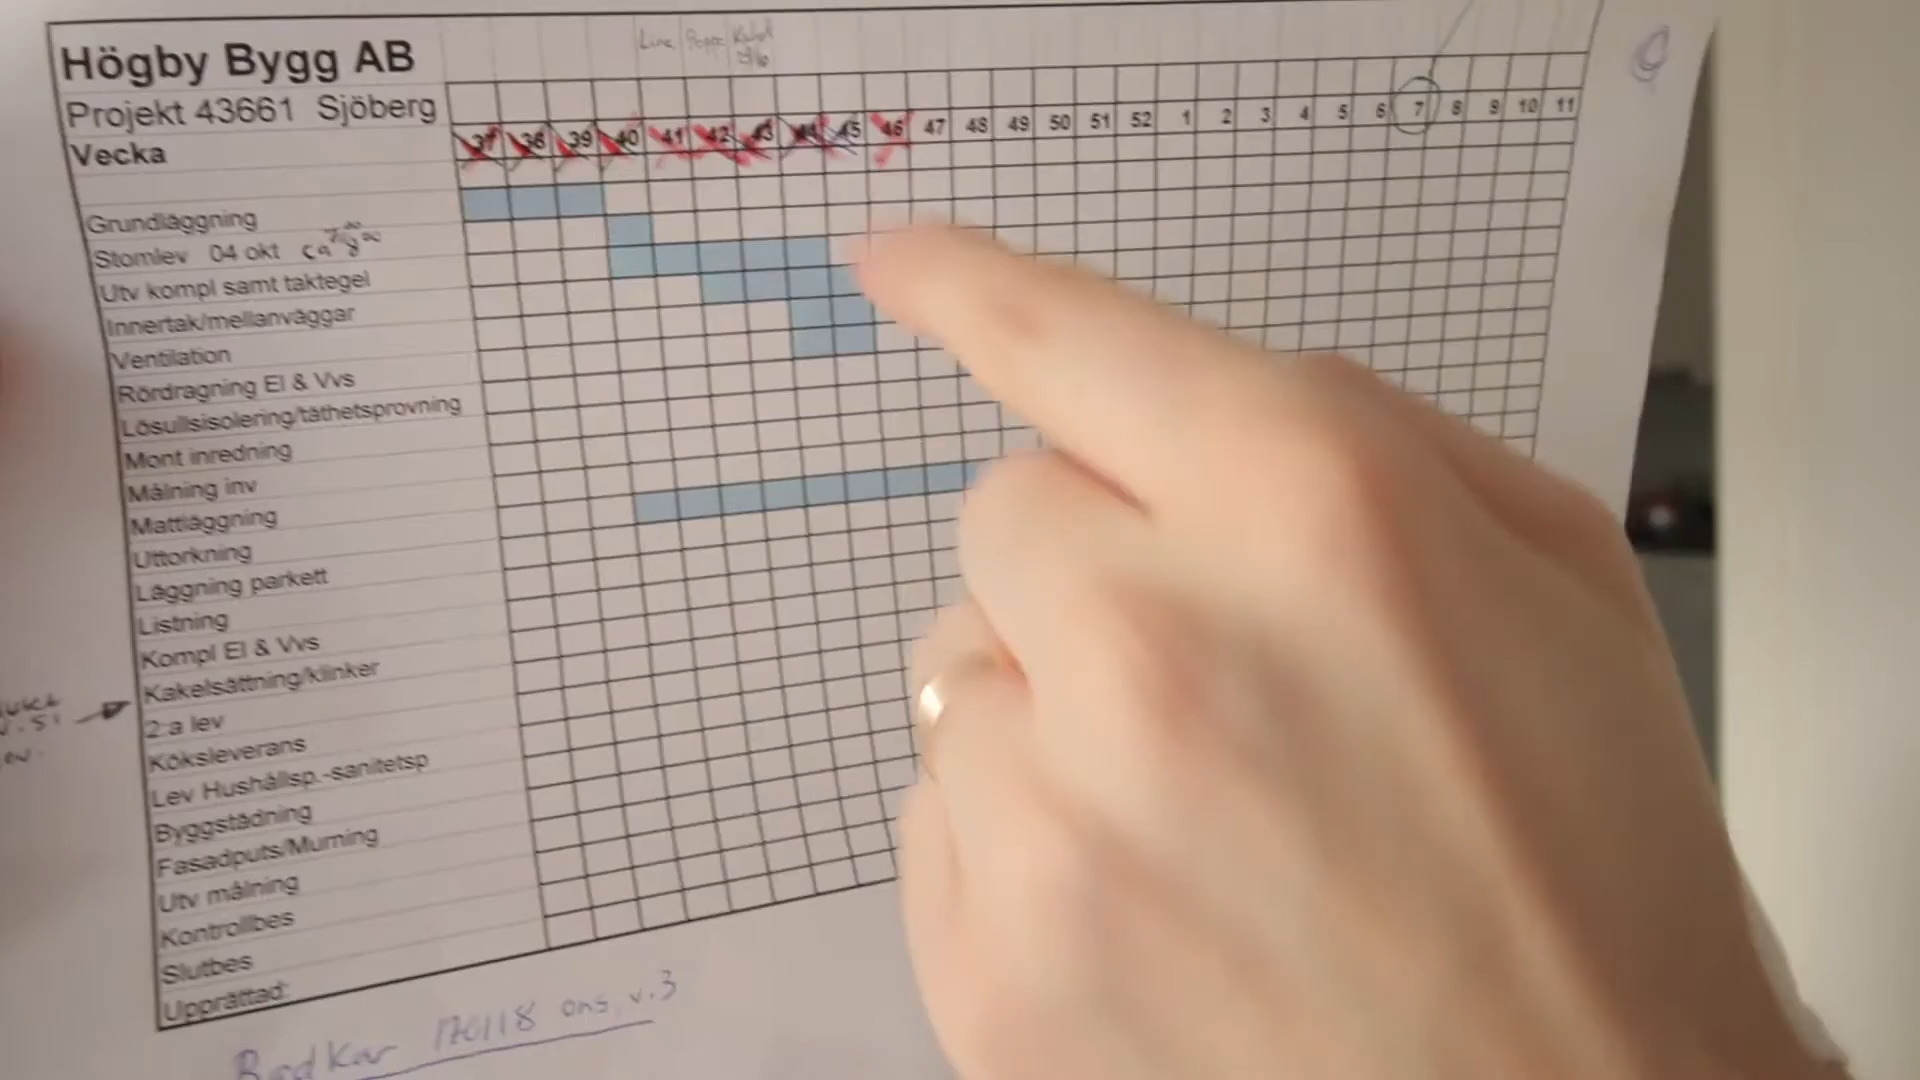 Högby Bygg AB
Projekt 43661 Sjöberg
Vecka 37 38 39 40 41 42 43 44 45 46 47 48 49 50 51 52 1 2 3 4 5 6 7 8 9 10 11
Grundläggning
Stomlev 04 okt ca
Utv kompl samt taktegel
Innertak/mellanväggar
Ventilation
Rördragning El & Vvs
Lösullsisolering/täthetsprovning
Mont inredning
Målning inv
Mattläggning
Uttorkning
Läggning parkett
Listning
Kompl El & Vvs
Kakelsättning/klinker
2:a lev
Köksleverans
Lev Hushållsp.-sanitetsp
Byggstädning
Fasadputs/Murning
Utv målning
Kontrollbes
Slutbes
Upprättad:
170118 ons, v.3